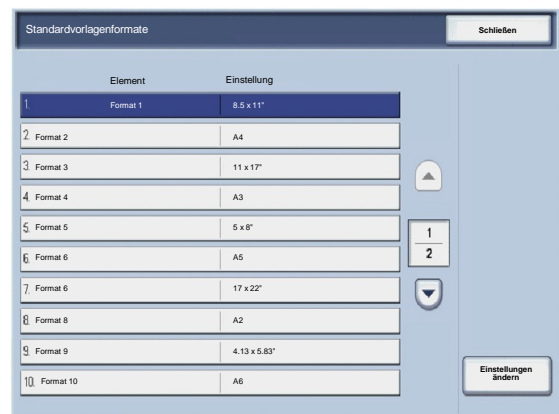 Standardvorlagenformate Schließen
Element Einstellung
1. Format 1 8.5 x 11"
2. Format 2 A4
3. Format 3 11 x 17"
4. Format 4 A3
5. Format 5 5 x 8"
6. Format 6 A5
7. Format 6 17 x 22"
8. Format 8 A2
9. Format 9 4.13 x 5.83"
10. Format 10 A6
1
2
Einstellungen
ändern